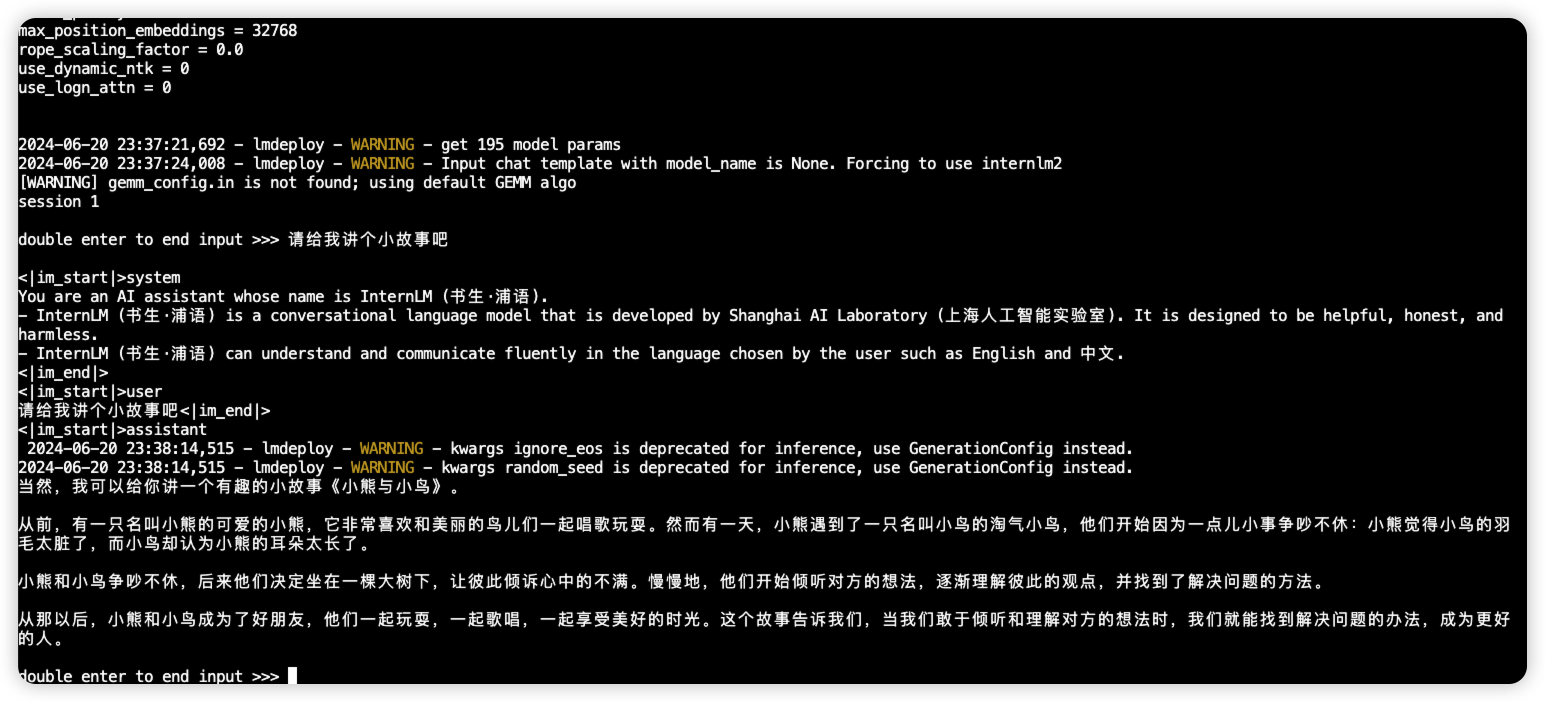 max_position_embeddings = 32768
rope_scaling_factor = 0.0
use_dynamic_ntk = 0
use_logn_attn = 0
2024-06-20 23:37:21,692 - lmdeploy - WARNING - get 195 model params
2024-06-20 23:37:24,008 - lmdeploy - WARNING - Input chat template with model_name is None. Forcing to use internlm2
[WARNING] gemm_config.in is not found; using default GEMM algo
session 1
double enter to end input >>> 请给我讲个小故事吧
<|im_start|>system
You are an AI assistant whose name is InternLM (书生·浦语).
- InternLM (书生·浦语) is a conversational language model that is developed by Shanghai AI Laboratory (上海人工智能实验室). It is designed to be helpful, honest, and
harmless.
- InternLM (书生·浦语) can understand and communicate fluently in the language chosen by the user such as English and 中文.
<|im_end|>
<|im_start|>user
请给我讲个小故事吧<|im_end|>
<|im_start|>assistant
2024-06-20 23:38:14,515 - lmdeploy - WARNING - kwargs ignore_eos is deprecated for inference, use GenerationConfig instead.
2024-06-20 23:38:14,515 - lmdeploy - WARNING - kwargs random_seed is deprecated for inference, use GenerationConfig instead.
当然，我可以给你讲一个有趣的小故事《小熊与小鸟》。
从前，有一只名叫小熊的可爱的小熊，它非常喜欢和美丽的鸟儿们一起唱歌玩耍。然而有一天，小熊遇到了一只名叫小鸟的淘气小鸟，他们开始因为一点儿小事争吵不休：小熊觉得小鸟的羽
毛太脏了，而小鸟却认为小熊的耳朵太长了。
小熊和小鸟争吵不休，后来他们决定坐在一棵大树下，让彼此倾诉心中的不满。慢慢地，他们开始倾听对方的想法，逐渐理解彼此的观点，并找到了解决问题的方法。
从那以后，小熊和小鸟成为了好朋友，他们一起玩耍，一起歌唱，一起享受美好的时光。这个故事告诉我们，当我们敢于倾听和理解对方的想法时，我们就能找到解决问题的办法，成为更好
的人。
double enter to end input >>>